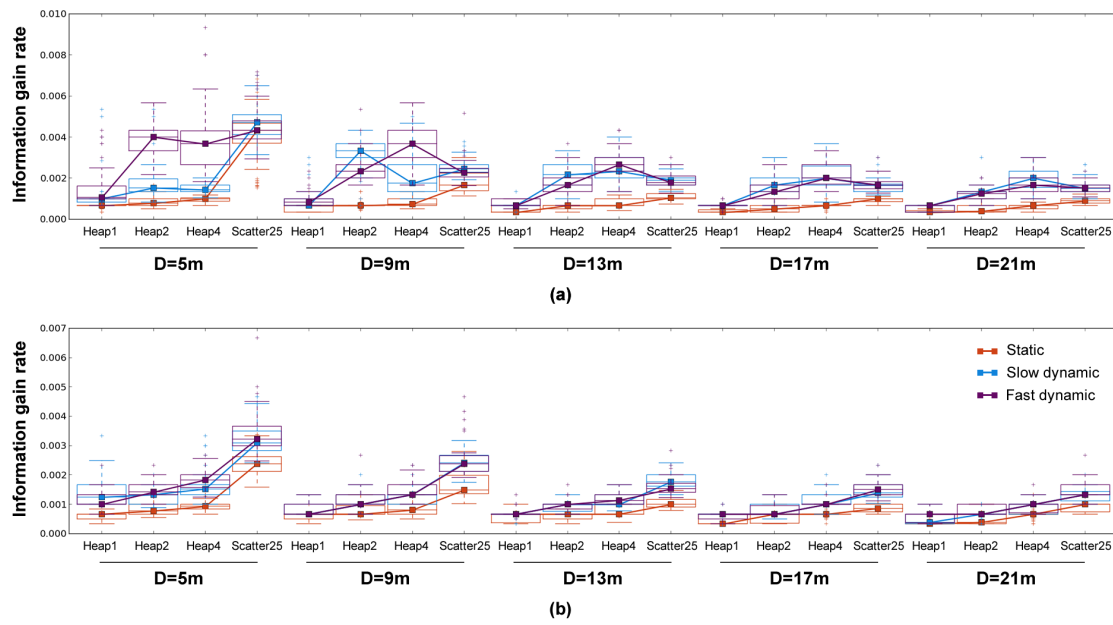 (a)
Information gain rate
0.010
0.008
0.006
0.004
0.002
0.000
Heap1 Heap2 Heap4 Scatter25 Heap1 Heap2 Heap4 Scatter25 Heap1 Heap2 Heap4 Scatter25 Heap1 Heap2 Heap4 Scatter25 Heap1 Heap2 Heap4 Scatter25
D=5m D=9m D=13m D=17m D=21m
(a)
Information gain rate
0.007
0.006
0.005
0.004
0.003
0.002
0.001
0.000
Static
Slow dynamic
Fast dynamic
Heap1 Heap2 Heap4 Scatter25 Heap1 Heap2 Heap4 Scatter25 Heap1 Heap2 Heap4 Scatter25 Heap1 Heap2 Heap4 Scatter25 Heap1 Heap2 Heap4 Scatter25
D=5m D=9m D=13m D=17m D=21m
(b)